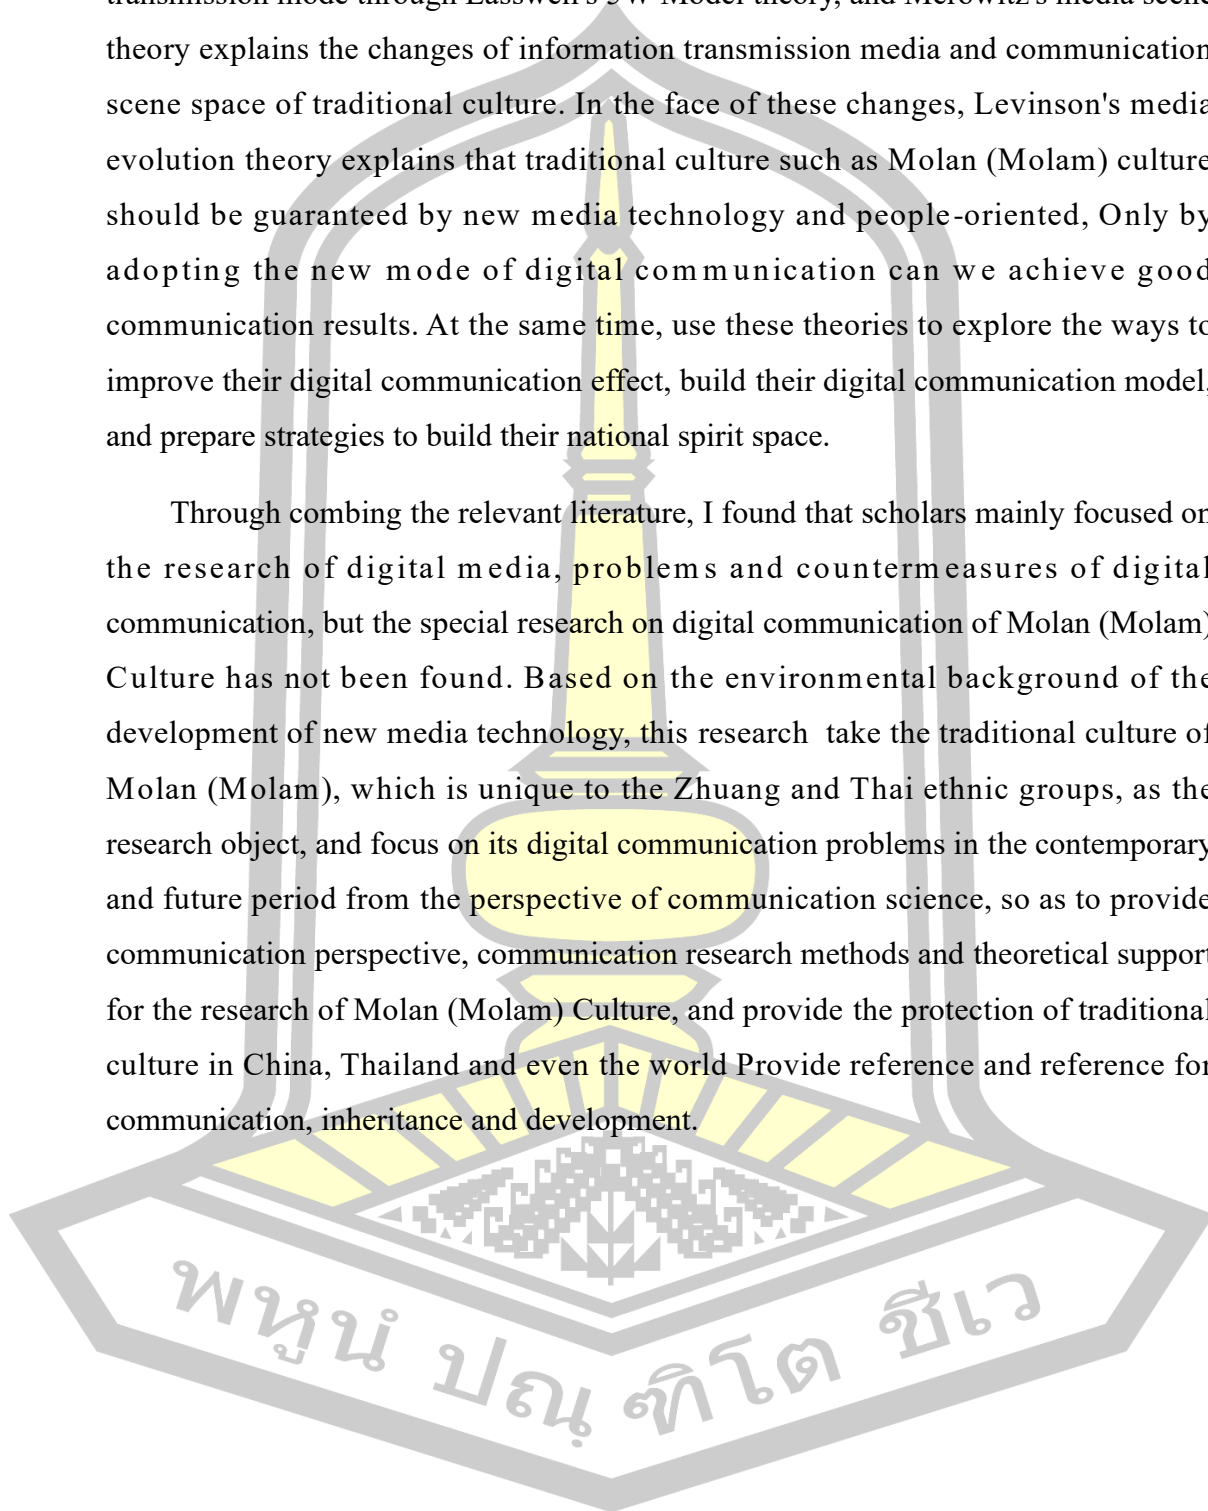 transmission mode through Lasswell's 5W Model theory, and Merowitz's media scene
theory explains the changes of information transmission media and communication
scene space of traditional culture. In the face of these changes, Levinson's media
evolution theory explains that traditional culture such as Molan (Molam) culture
should be guaranteed by new media technology and people-oriented, Only by
adopting the new mode of digital communication can we achieve good
communication results. At the same time, use these theories to explore the ways to
improve their digital communication effect, build their digital communication model,
and prepare strategies to build their national spirit space.
Through combing the relevant literature, I found that scholars mainly focused on
the research of digital media, problems and countermeasures of digital
communication, but the special research on digital communication of Molan (Molam)
Culture has not been found. Based on the environmental background of the
development of new media technology, this research take the traditional culture of
Molan (Molam), which is unique to the Zhuang and Thai ethnic groups, as the
research object, and focus on its digital communication problems in the contemporary
and future period from the perspective of communication science, so as to provide
communication perspective, communication research methods and theoretical support
for the research of Molan (Molam) Culture, and provide the protection of traditional
culture in China, Thailand and even the world Provide reference and reference for
communication, inheritance and development.
พหูนํ ปณฺฑิโต ชีเว